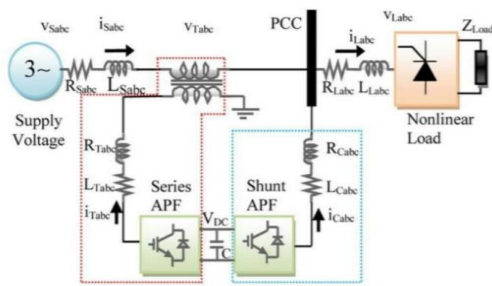 vSabc
iSabc
vTabc
PCC
iLabc
vLabc
ZLoad
3~
RSabc
LSabc
RLabc
LLabc
Supply
Voltage
Nonlinear
Load
RTabc
LTabc
iTabc
Series
APF
VDC
C
Shunt
APF
RCabc
LCabc
iCabc